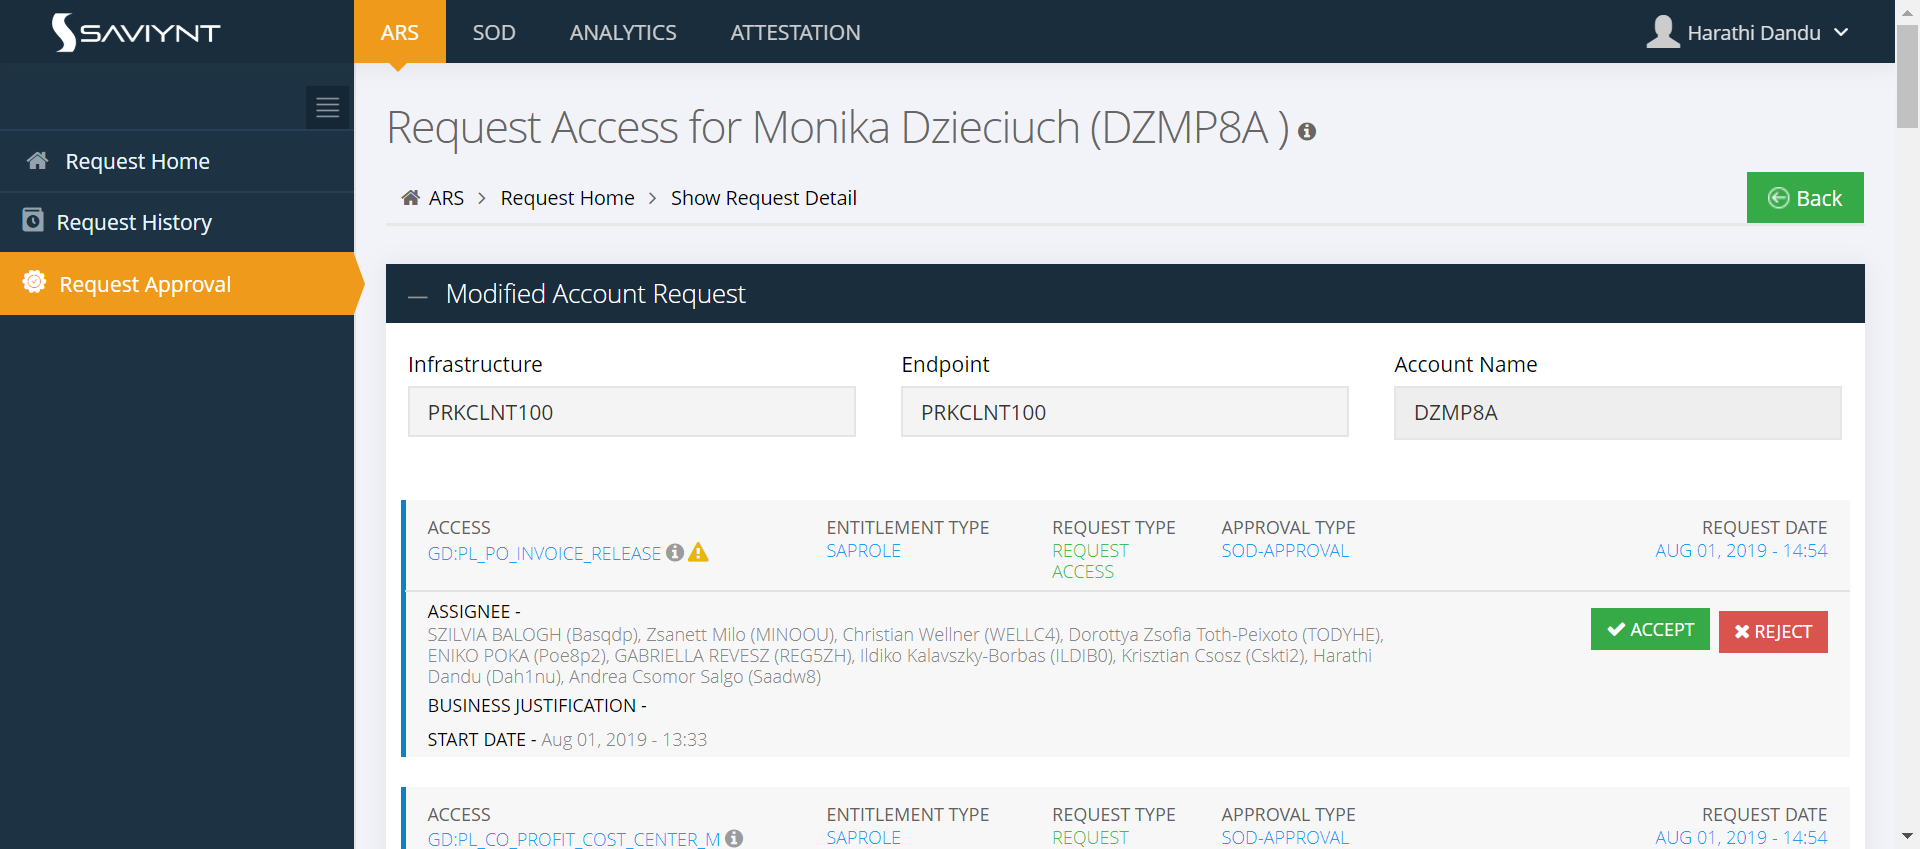 SAVIYNT
ARS SOD ANALYTICS ATTESTATION Harathi Dandu
Request Home
Request History
Request Approval
Request Access for Monika Dzieciuch (DZMP8A )
ARS > Request Home > Show Request Detail
Back
Modified Account Request
Infrastructure Endpoint Account Name
PRKCLNT100 PRKCLNT100 DZMP8A
ACCESS ENTITLEMENT TYPE REQUEST TYPE APPROVAL TYPE REQUEST DATE
GD:PL_PO_INVOICE_RELEASE SAPROLE REQUEST SOD-APPROVAL AUG 01, 2019 - 14:54
ACCESS
ASSIGNEE -
SZILVIA BALOGH (Basqdp), Zsanett Milo (MINOOU), Christian Wellner (WELLC4), Dorottya Zsofia Toth-Peixoto (TODYHE),
ENIKO POKA (Poe8p2), GABRIELLA REVESZ (REG5ZH), Ildiko Kalavszky-Borbas (ILDIB0), Krisztian Csosz (Cskti2), Harathi
Dandu (Dah1nu), Andrea Csomor Salgo (Saadw8)
ACCEPT REJECT
BUSINESS JUSTIFICATION -
START DATE - Aug 01, 2019 - 13:33
ACCESS ENTITLEMENT TYPE REQUEST TYPE APPROVAL TYPE REQUEST DATE
GD:PL_CO_PROFIT_COST_CENTER_M SAPROLE REQUEST SOD-APPROVAL AUG 01, 2019 - 14:54